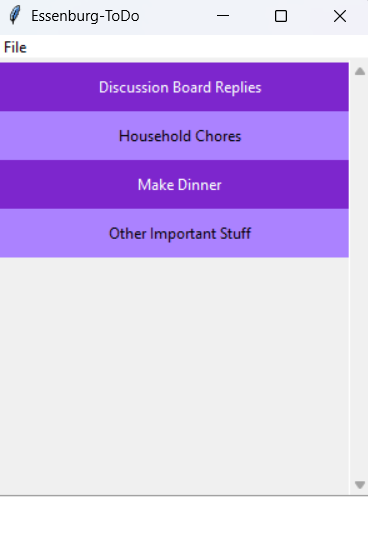 Essenburg-ToDo
File
Discussion Board Replies
Household Chores
Make Dinner
Other Important Stuff